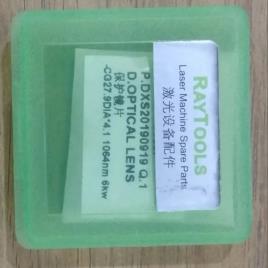 RAYTOOLS
Laser Machine Spare Parts
激光设备配件
P.DXS20190919 Q.1
D.OPTICAL LENS
保护镜片
-CG27.9DIA*4.1 1064nm 6kw